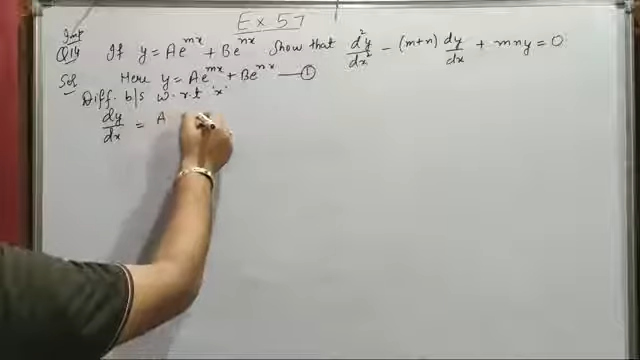 Ex 5.7
Imp
Q14 If y = Ae^{mx} + Be^{nx} Show that d²y/dx² - (m+n) dy/dx + mny = 0
Sol Here y = Ae^{mx} + Be^{nx} —①
Diff. b/s w.r.t 'x'
dy/dx = A